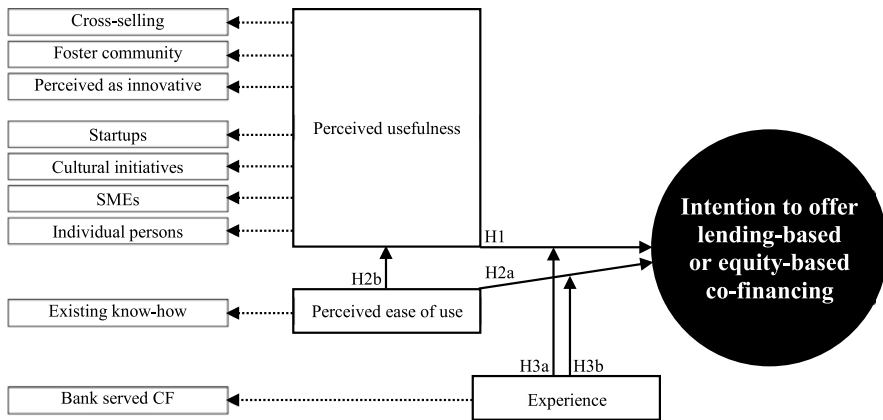 Cross-selling
Foster community
Perceived as innovative
Startups
Cultural initiatives
SMEs
Individual persons
Existing know-how
Bank served CF
Perceived usefulness
H2b
Perceived ease of use
H1
H2a
H3a
H3b
Experience
Intention to offer
lending-based
or equity-based
co-financing